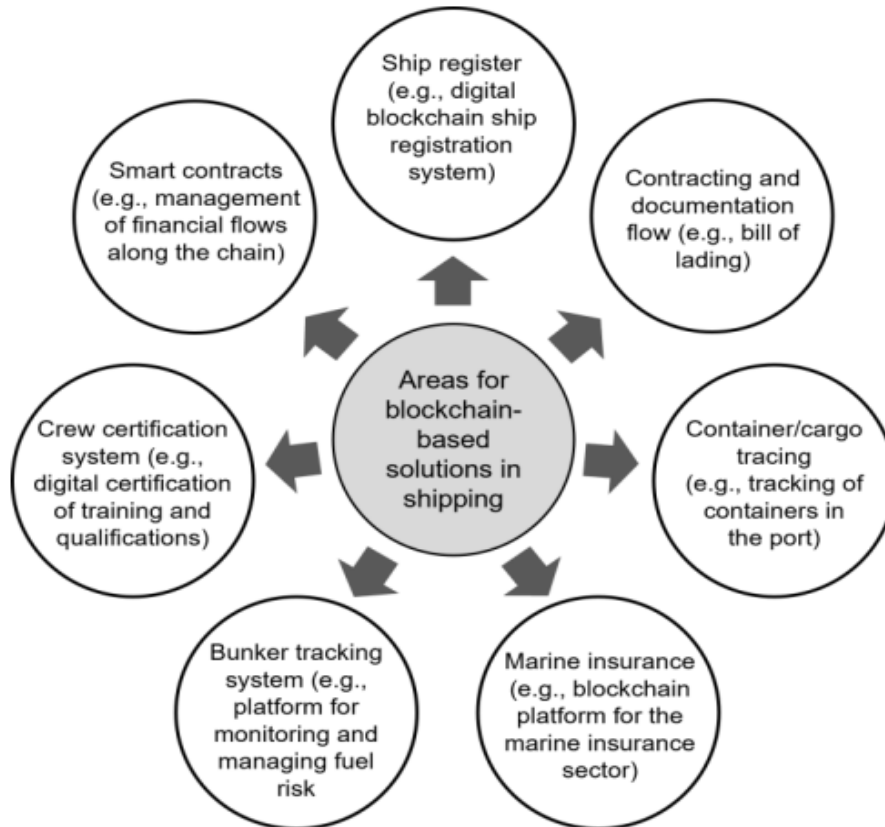 Ship register
(e.g., digital
blockchain ship
registration
system)
Smart contracts
(e.g., management
of financial flows
along the chain)
Contracting and
documentation
flow (e.g., bill of
lading)
Areas for
blockchain-
based
solutions in
shipping
Crew certification
system (e.g.,
digital certification
of training and
qualifications)
Container/cargo
tracing
(e.g., tracking of
containers in
the port)
Bunker tracking
system (e.g.,
platform for
monitoring and
managing fuel
risk
Marine insurance
(e.g., blockchain
platform for the
marine insurance
sector)